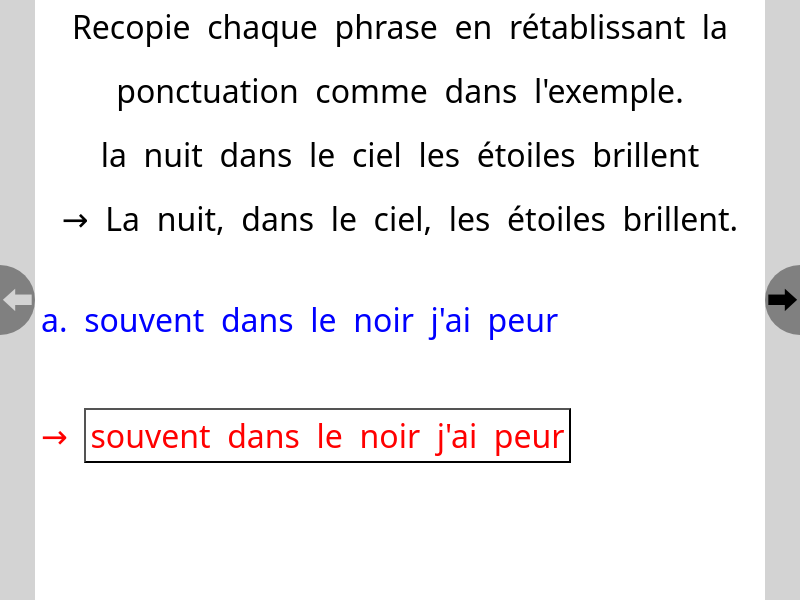 Recopie chaque phrase en rétablissant la
ponctuation comme dans l'exemple.
la nuit dans le ciel les étoiles brillent
→ La nuit, dans le ciel, les étoiles brillent.
a. souvent dans le noir j'ai peur
→ souvent dans le noir j'ai peur